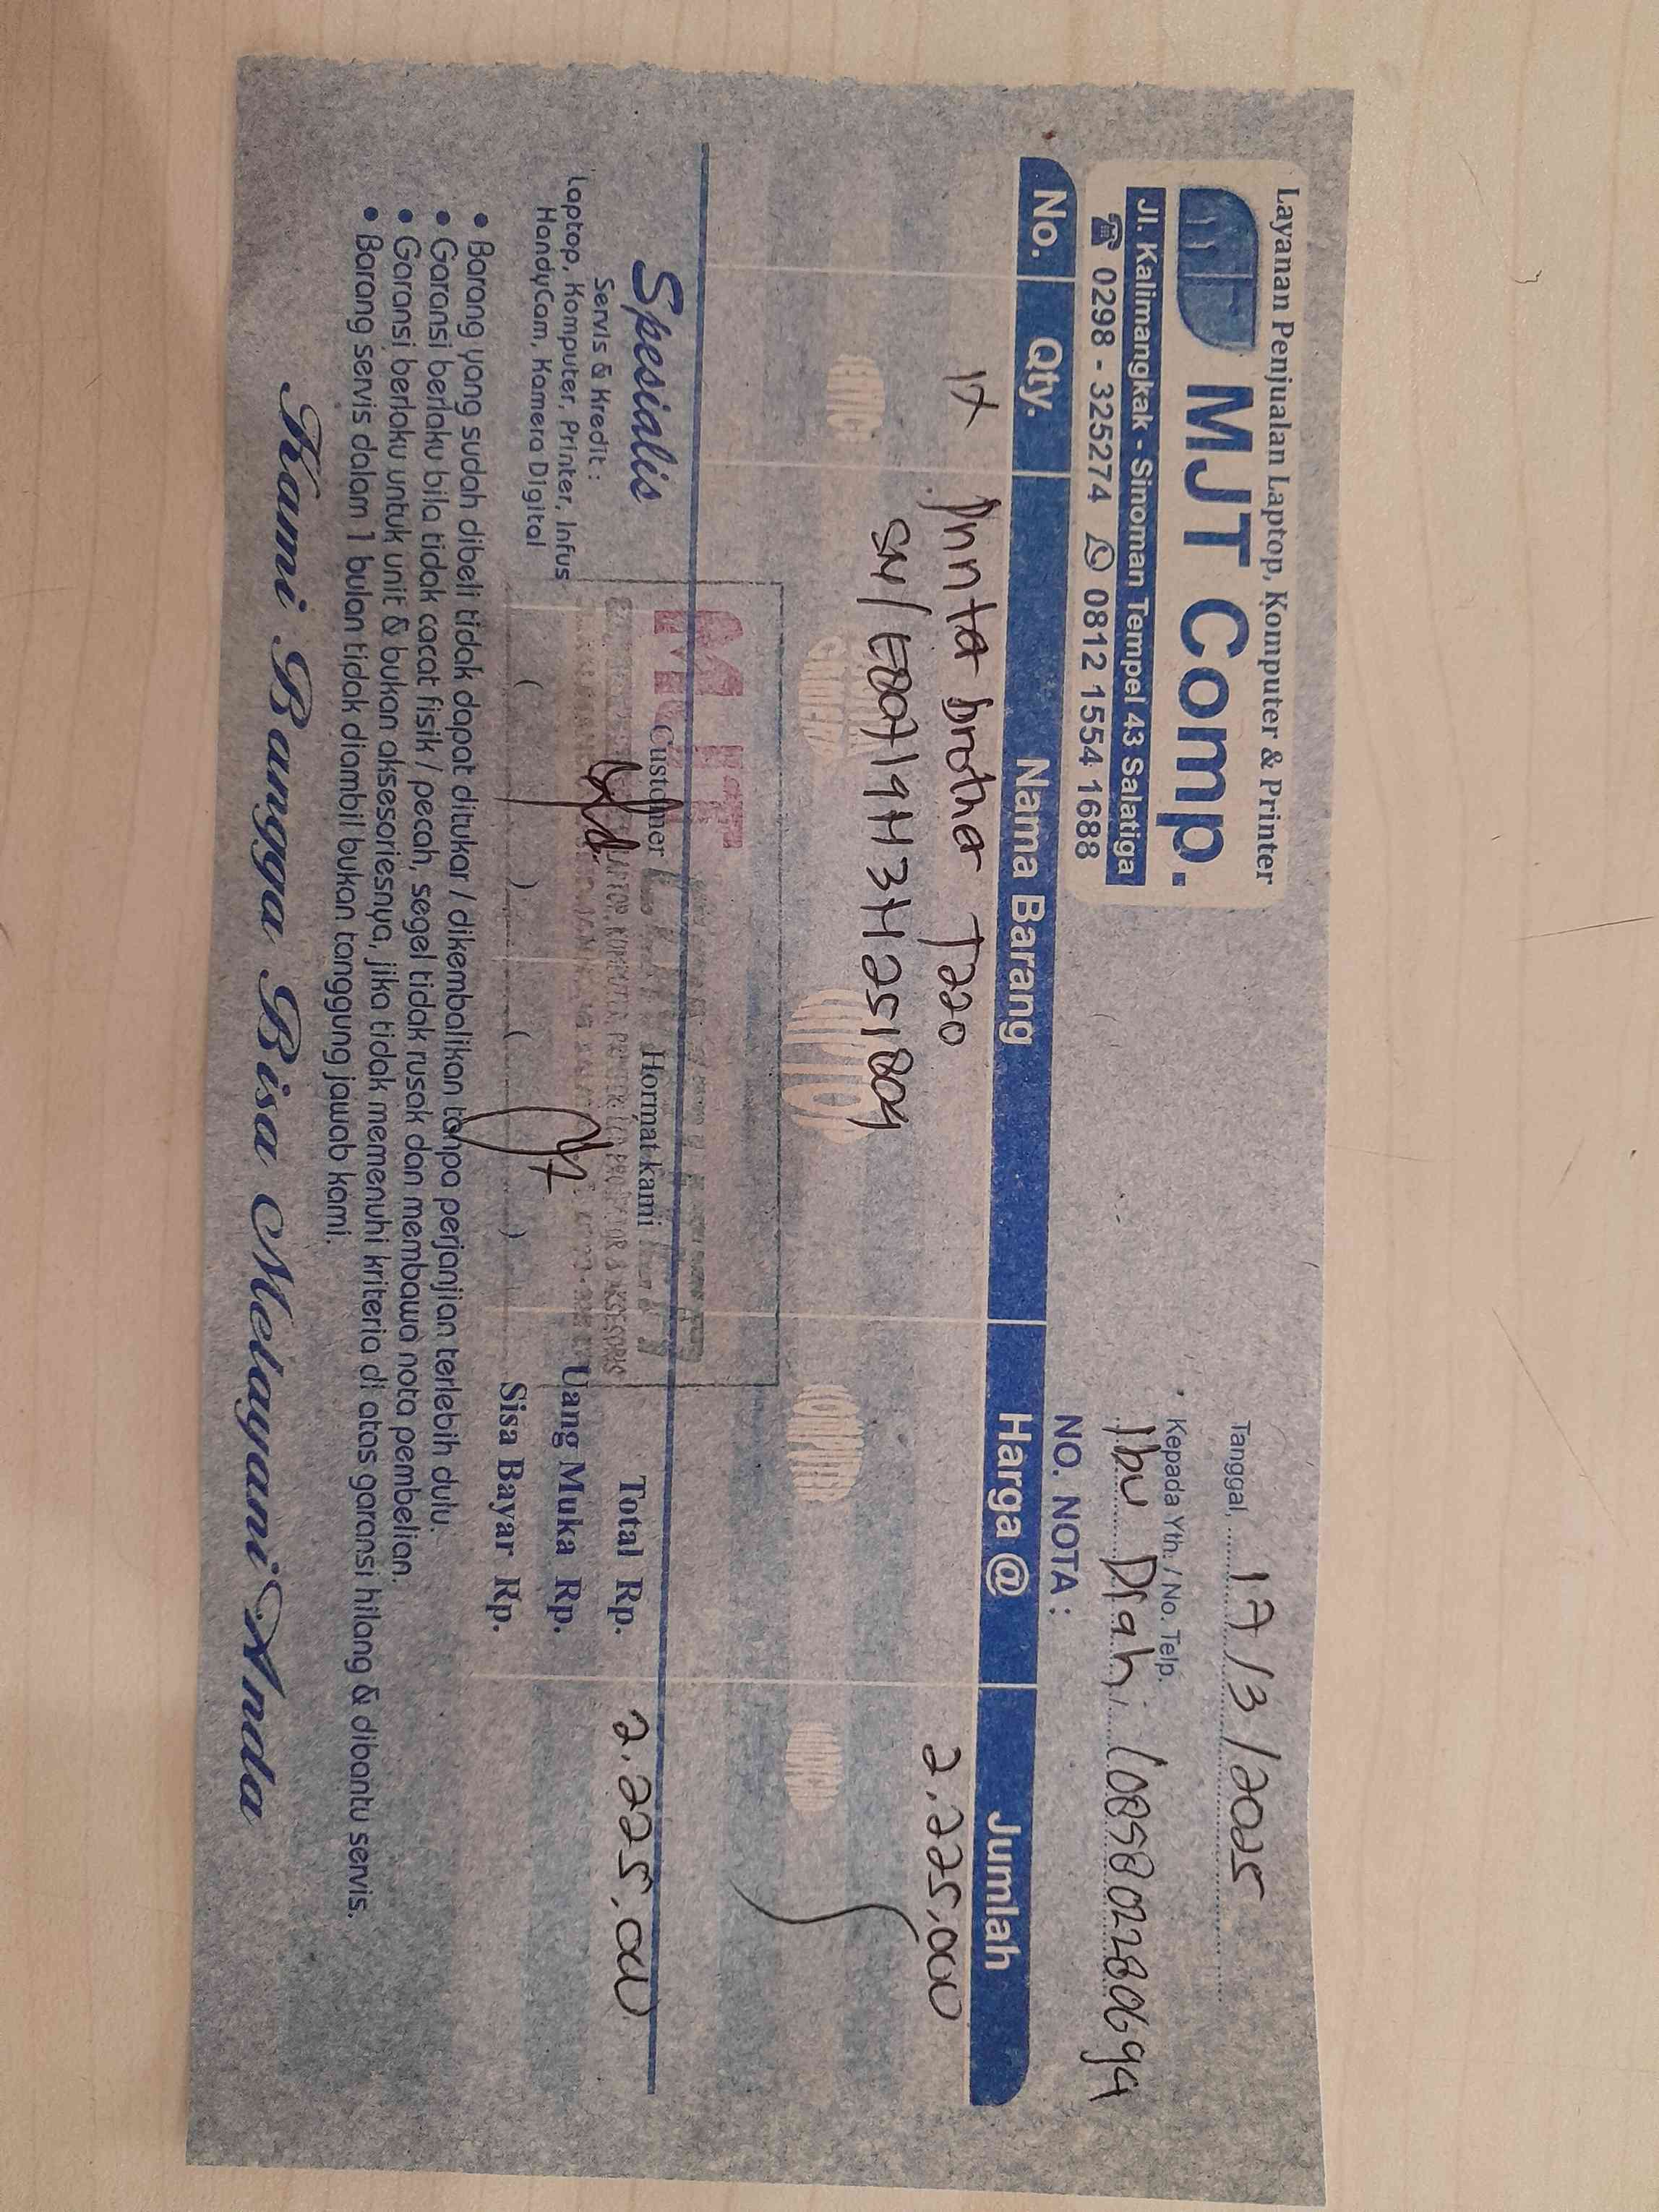 Layanan Penjualan Laptop, Komputer & Printer
MJT Comp.
Jl. Kalimangkak - Sinoman Tempel 43 Salatiga
0298 - 325274 0812 1554 1688
Tanggal, 17/3/2025
Kepada Yth. / No. Telp.
Ibu Diah
NO. NOTA :
No. Qty. Nama Barang Harga @ Jumlah
Printer brother T220 2.225.000
2.225.000
Spesialis
Servis & Kredit :
Laptop, Komputer, Printer, Infus
HandyCam, Kamera Digital
MJT
Customer Hormat kami
( ) ( )
Total Rp.
Uang Muka Rp.
Sisa Bayar Rp.
• Barang yang sudah dibeli tidak dapat ditukar / dikembalikan tanpa perjanjian terlebih dulu.
• Garansi berlaku bila tidak cacat fisik / pecah, segel tidak rusak dan membawa nota pembelian.
• Garansi berlaku untuk unit & bukan aksesoriesnya, jika tidak memenuhi kriteria di atas garansi hilang & dibantu servis.
• Barang servis dalam 1 bulan tidak diambil bukan tanggung jawab kami.
Kami Bangga Bisa Melayani Anda